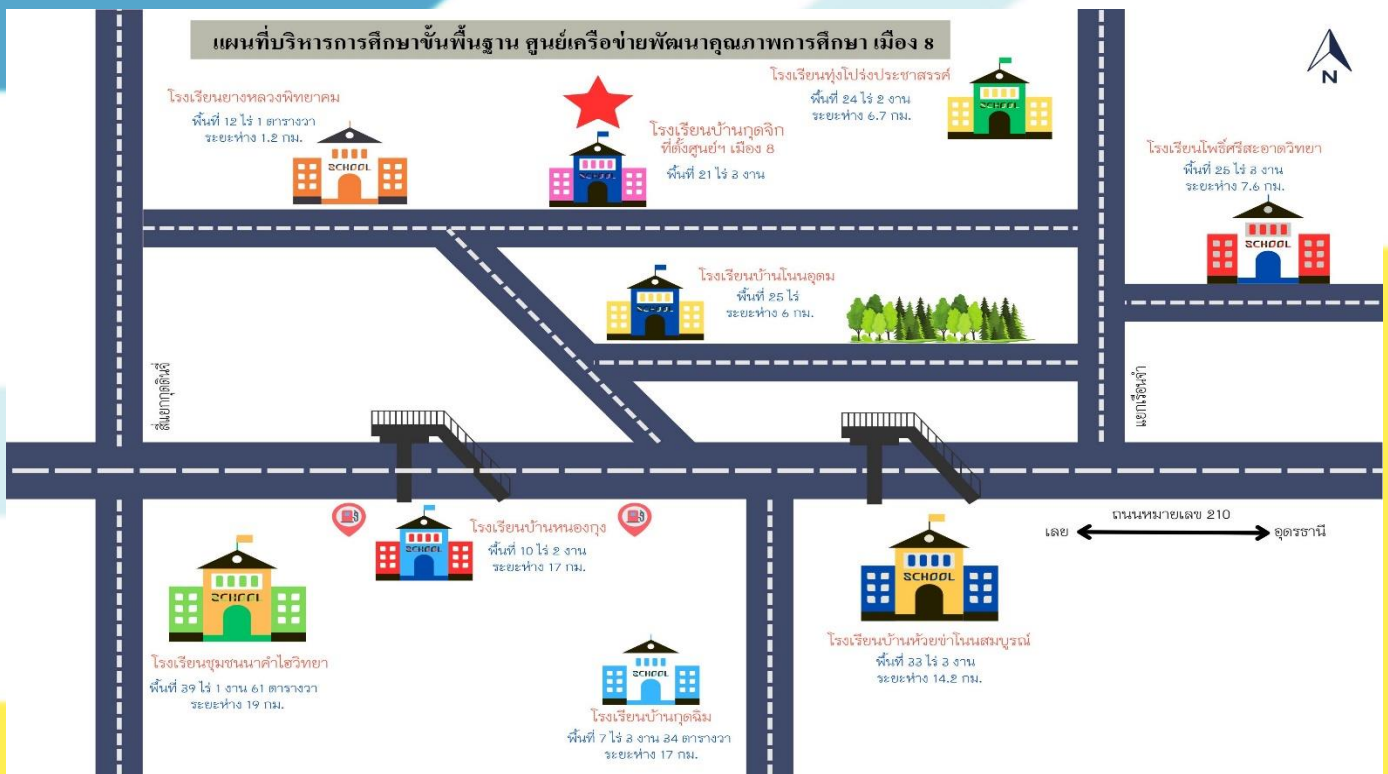 แผนที่บริหารการศึกษาขั้นพื้นฐาน ศูนย์เครือข่ายพัฒนาคุณภาพการศึกษา เมือง 8
N
โรงเรียนยางหลวงพิทยาคม
พื้นที่ 12 ไร่ 1 ตารางวา
ระยะห่าง 1.2 กม.
SCHOOL
โรงเรียนบ้านกุดจิก
ที่ตั้งศูนย์ฯ เมือง 8
พื้นที่ 21 ไร่ 3 งาน
SCHOOL
โรงเรียนทุ่งโปร่งประชาสรรค์
พื้นที่ 24 ไร่ 2 งาน
ระยะห่าง 6.7 กม.
SCHOOL
โรงเรียนโพธิ์ศรีสะอาดวิทยา
พื้นที่ 25 ไร่ 3 งาน
ระยะห่าง 7.6 กม.
SCHOOL
โรงเรียนบ้านโนนอุดม
พื้นที่ 25 ไร่
ระยะห่าง 6 กม.
SCHOOL
สี่แยกกุดดินจี่
แยกเรือนจำ
ถนนหมายเลข 210
เลย
อุดรธานี
โรงเรียนบ้านหนองกุง
พื้นที่ 10 ไร่ 2 งาน
ระยะห่าง 17 กม.
SCHOOL
SCHOOL
โรงเรียนชุมชนนาคำไฮวิทยา
พื้นที่ 39 ไร่ 1 งาน 61 ตารางวา
ระยะห่าง 19 กม.
SCHOOL
โรงเรียนบ้านกุดฉิม
พื้นที่ 7 ไร่ 3 งาน 34 ตารางวา
ระยะห่าง 17 กม.
SCHOOL
โรงเรียนบ้านห้วยข่าโนนสมบูรณ์
พื้นที่ 33 ไร่ 3 งาน
ระยะห่าง 14.2 กม.